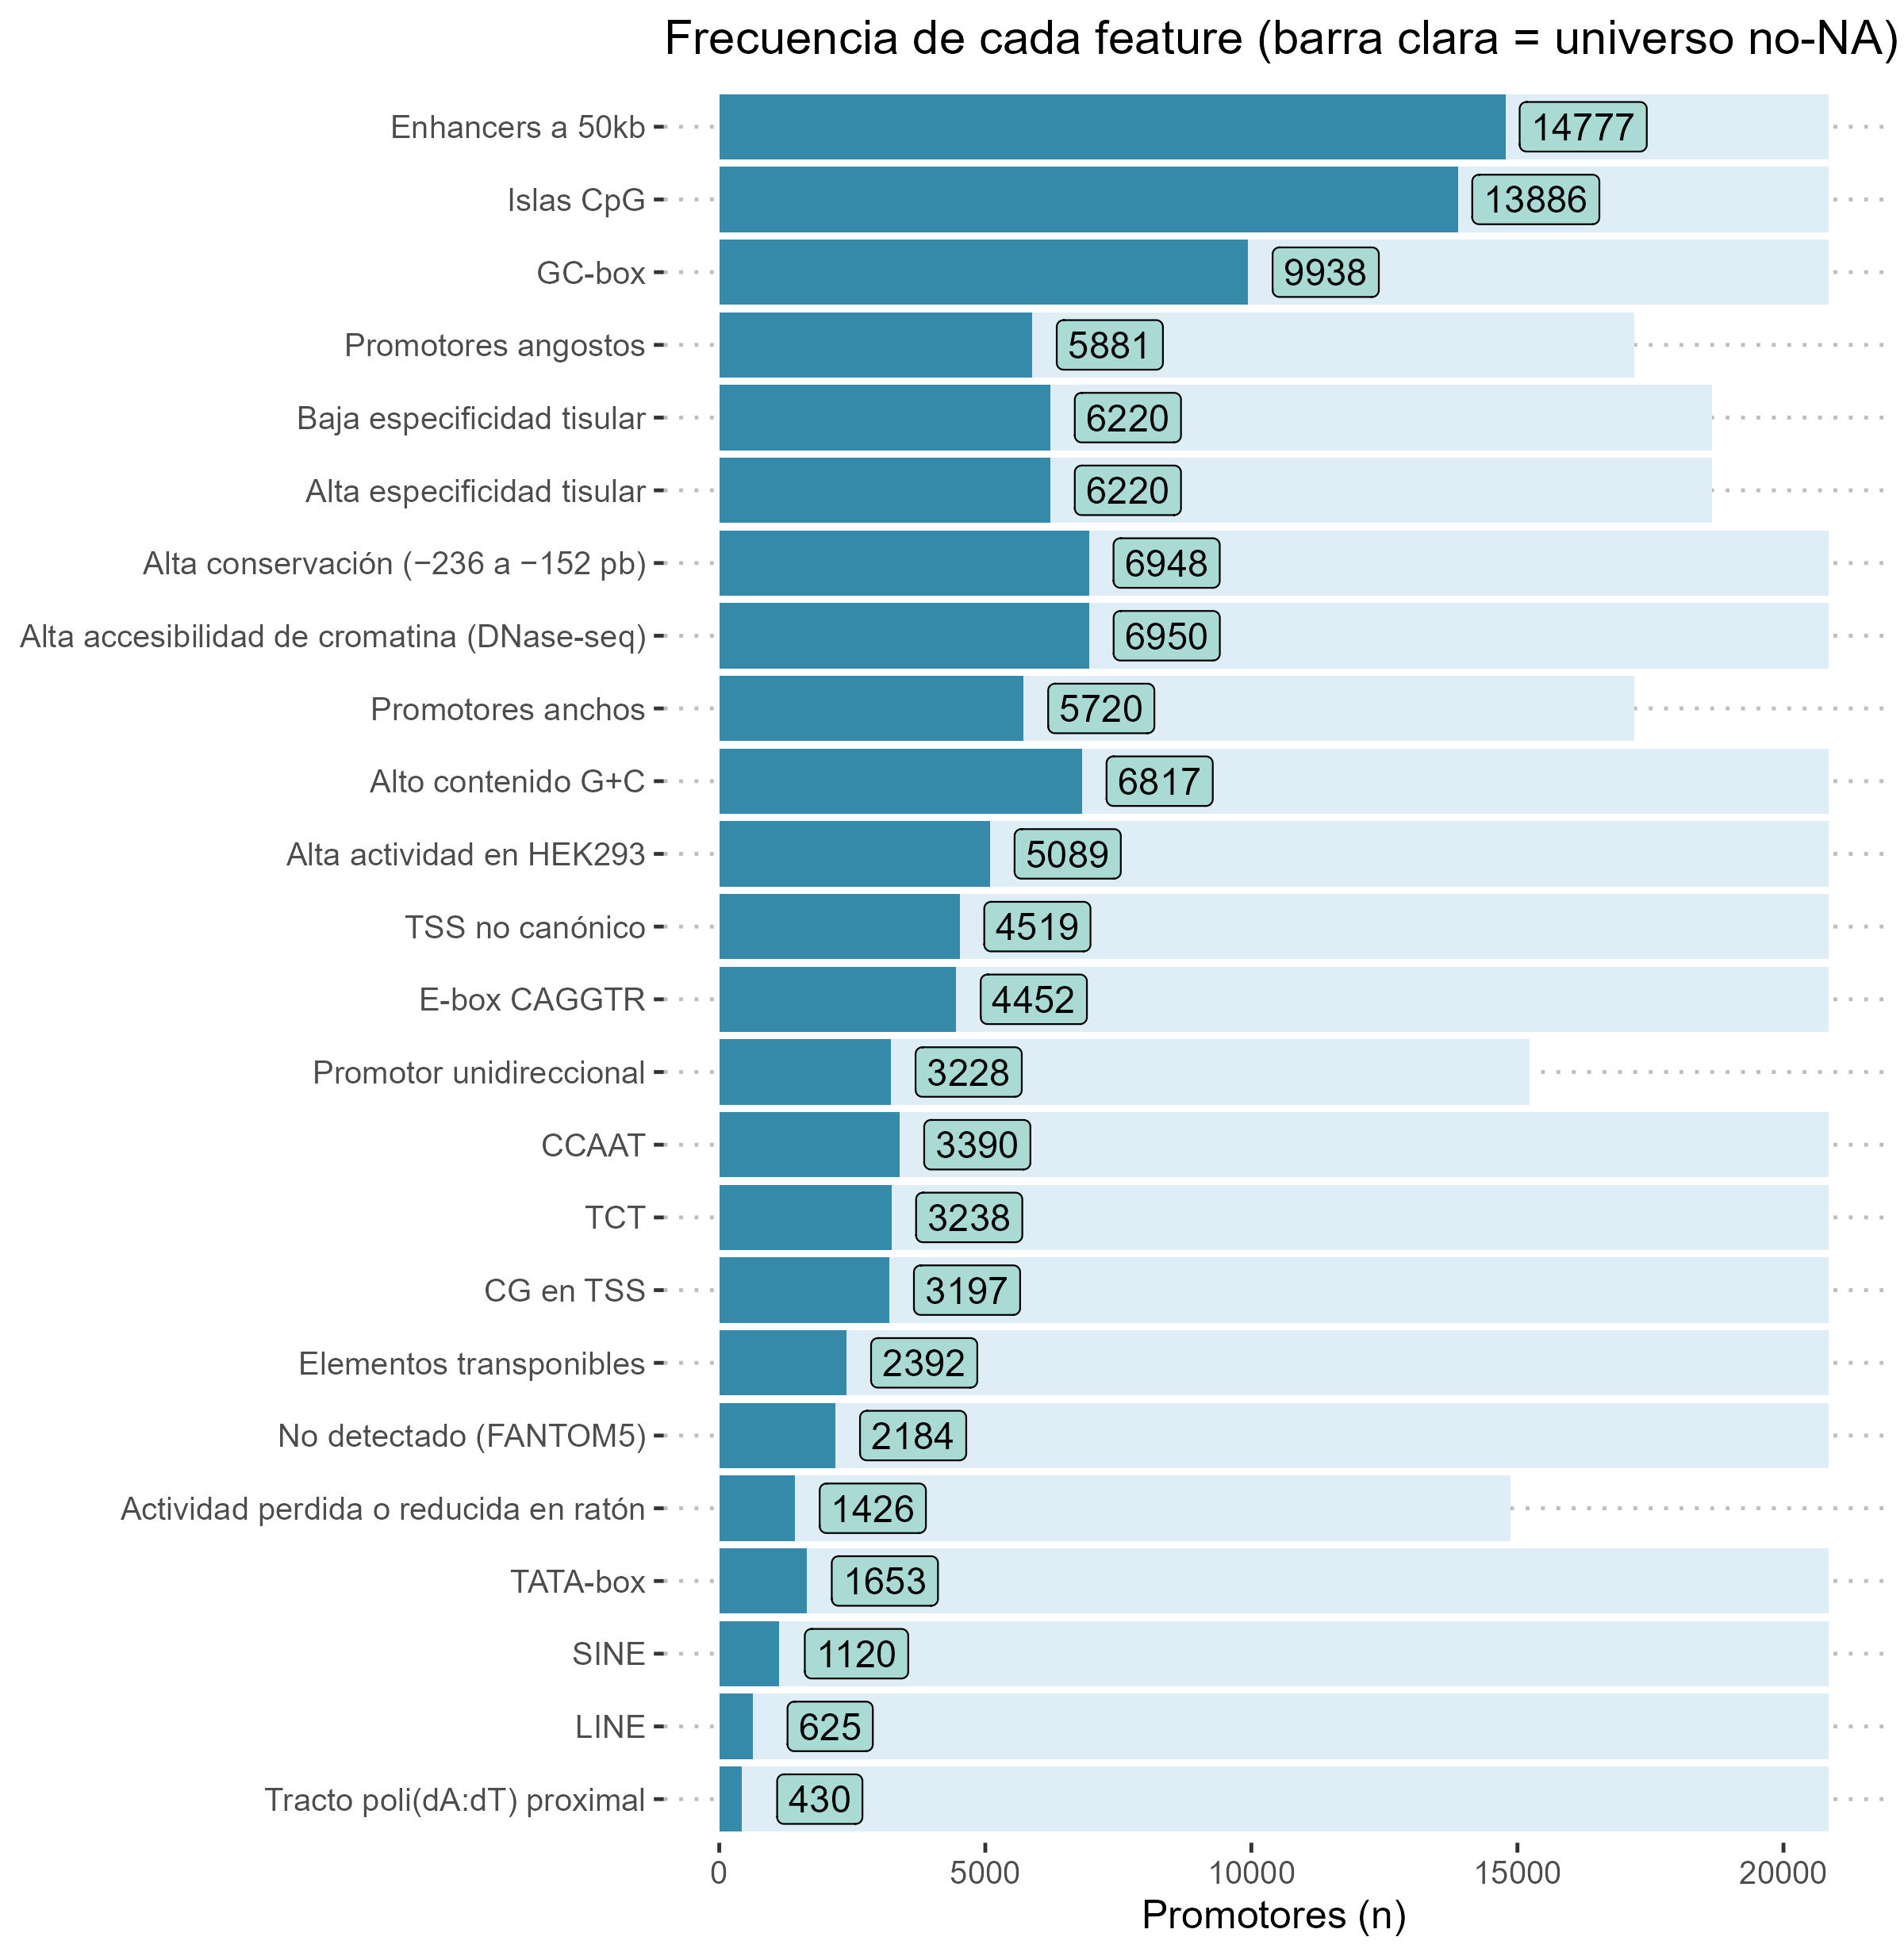 Frecuencia de cada feature (barra clara = universo no-NA)
Enhancers a 50kb 14777
Islas CpG 13886
GC-box 9938
Promotores angostos 5881
Baja especificidad tisular 6220
Alta especificidad tisular 6220
Alta conservación (−236 a −152 pb) 6948
Alta accesibilidad de cromatina (DNase-seq) 6950
Promotores anchos 5720
Alto contenido G+C 6817
Alta actividad en HEK293 5089
TSS no canónico 4519
E-box CAGGTR 4452
Promotor unidireccional 3228
CCAAT 3390
TCT 3238
CG en TSS 3197
Elementos transponibles 2392
No detectado (FANTOM5) 2184
Actividad perdida o reducida en ratón 1426
TATA-box 1653
SINE 1120
LINE 625
Tracto poli(dA:dT) proximal 430
0 5000 10000 15000 20000
Promotores (n)